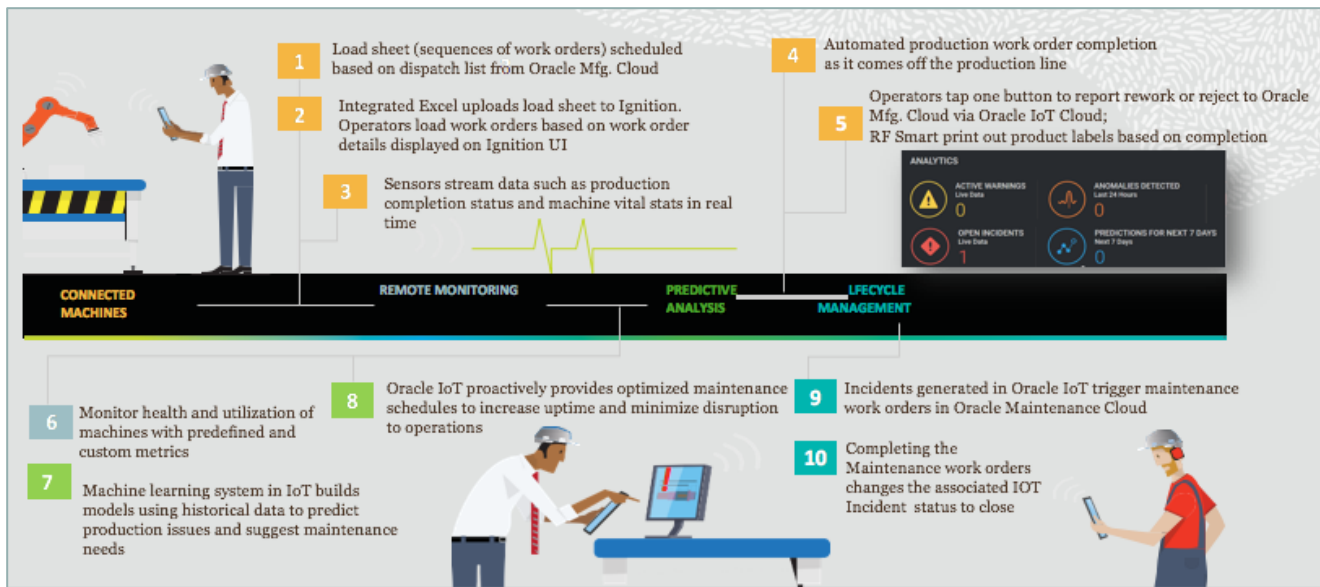 1
Load sheet (sequences of work orders) scheduled
based on dispatch list from Oracle Mfg. Cloud
2
Integrated Excel uploads load sheet to Ignition.
Operators load work orders based on work order
details displayed on Ignition UI
3
Sensors stream data such as production
completion status and machine vital stats in real
time
4
Automated production work order completion
as it comes off the production line
5
Operators tap one button to report rework or reject to Oracle
Mfg. Cloud via Oracle IoT Cloud;
RF Smart print out product labels based on completion
ANALYTICS
ACTIVE WARNINGS
Live Data
0
ANOMALIES DETECTED
Last 24 Hours
0
OPEN INCIDENTS
Live Data
1
PREDICTIONS FOR NEXT 7 DAYS
Next 7 Days
0
CONNECTED
MACHINES
REMOTE MONITORING
PREDICTIVE
ANALYSIS
LFECYCLE
MANAGEMENT
6
Monitor health and utilization of
machines with predefined and
custom metrics
7
Machine learning system in IoT builds
models using historical data to predict
production issues and suggest maintenance
needs
8
Oracle IoT proactively provides optimized maintenance
schedules to increase uptime and minimize disruption
to operations
9
Incidents generated in Oracle IoT trigger maintenance
work orders in Oracle Maintenance Cloud
10
Completing the
Maintenance work orders
changes the associated IOT
Incident status to close